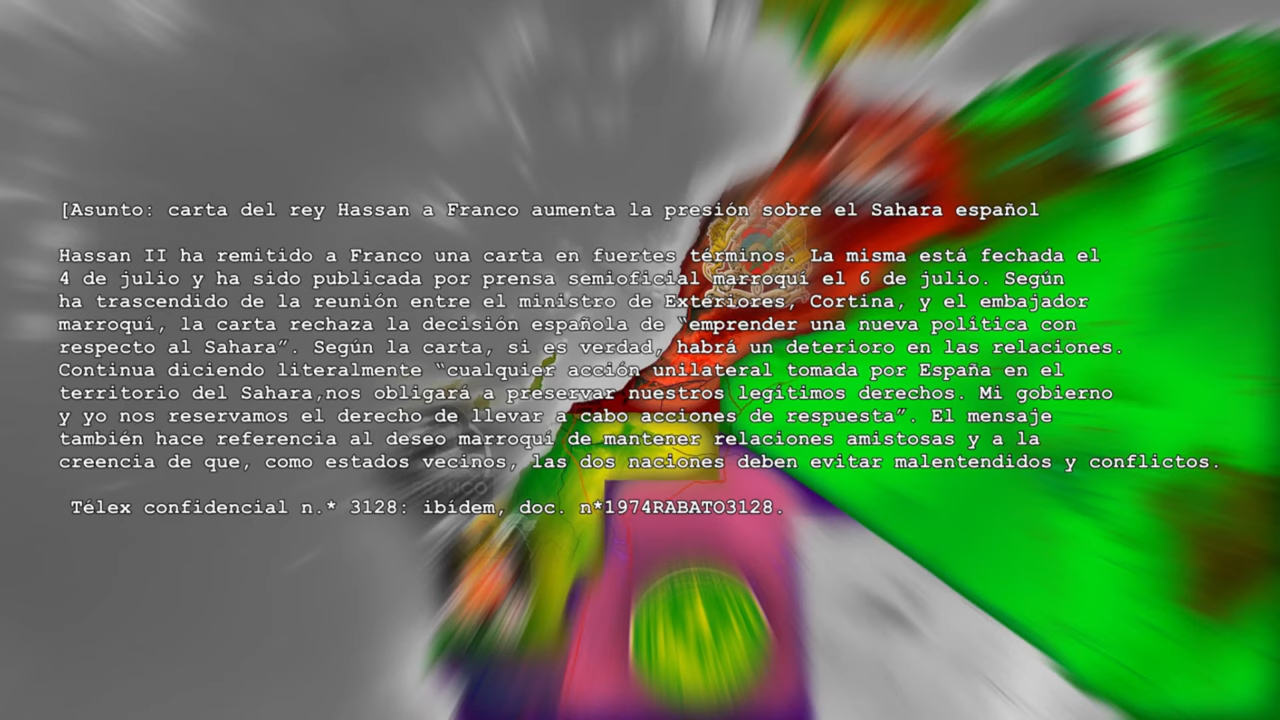 [Asunto: carta del rey Hassan a Franco aumenta la presión sobre el Sahara español
Hassan II ha remitido a Franco una carta en fuertes términos. La misma está fechada el
4 de julio y ha sido publicada por prensa semioficial marroquí el 6 de julio. Según
ha trascendido de la reunión entre el ministro de Exteriores, Cortina, y el embajador
marroquí, la carta rechaza la decisión española de “emprender una nueva política con
respecto al Sahara”. Según la carta, si es verdad, habrá un deterioro en las relaciones.
Continua diciendo literalmente “cualquier acción unilateral tomada por España en el
territorio del Sahara,nos obligará a preservar nuestros legítimos derechos. Mi gobierno
y yo nos reservamos el derecho de llevar a cabo acciones de respuesta”. El mensaje
también hace referencia al deseo marroquí de mantener relaciones amistosas y a la
creencia de que, como estados vecinos, las dos naciones deben evitar malentendidos y conflictos.
Télex confidencial n.* 3128: ibídem, doc. n*1974RABATO3128.